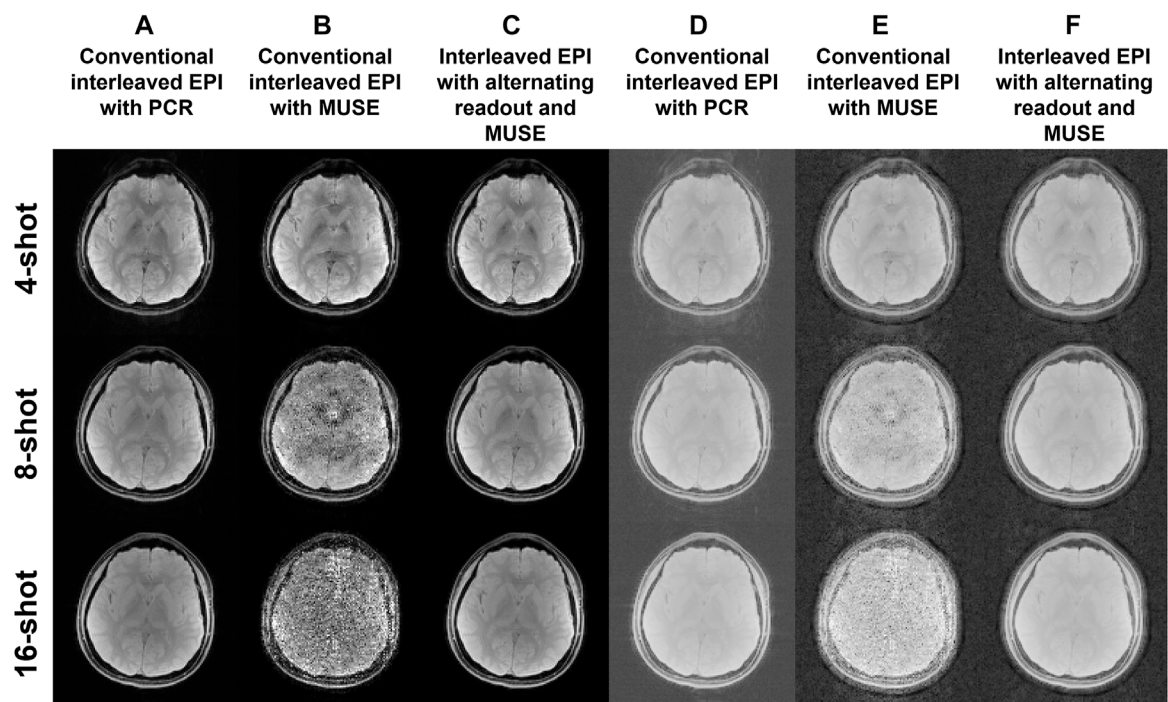 A
Conventional
interleaved EPI
with PCR
B
Conventional
interleaved EPI
with MUSE
C
Interleaved EPI
with alternating
readout and
MUSE
D
Conventional
interleaved EPI
with PCR
E
Conventional
interleaved EPI
with MUSE
F
Interleaved EPI
with alternating
readout and
MUSE
4-shot
8-shot
16-shot